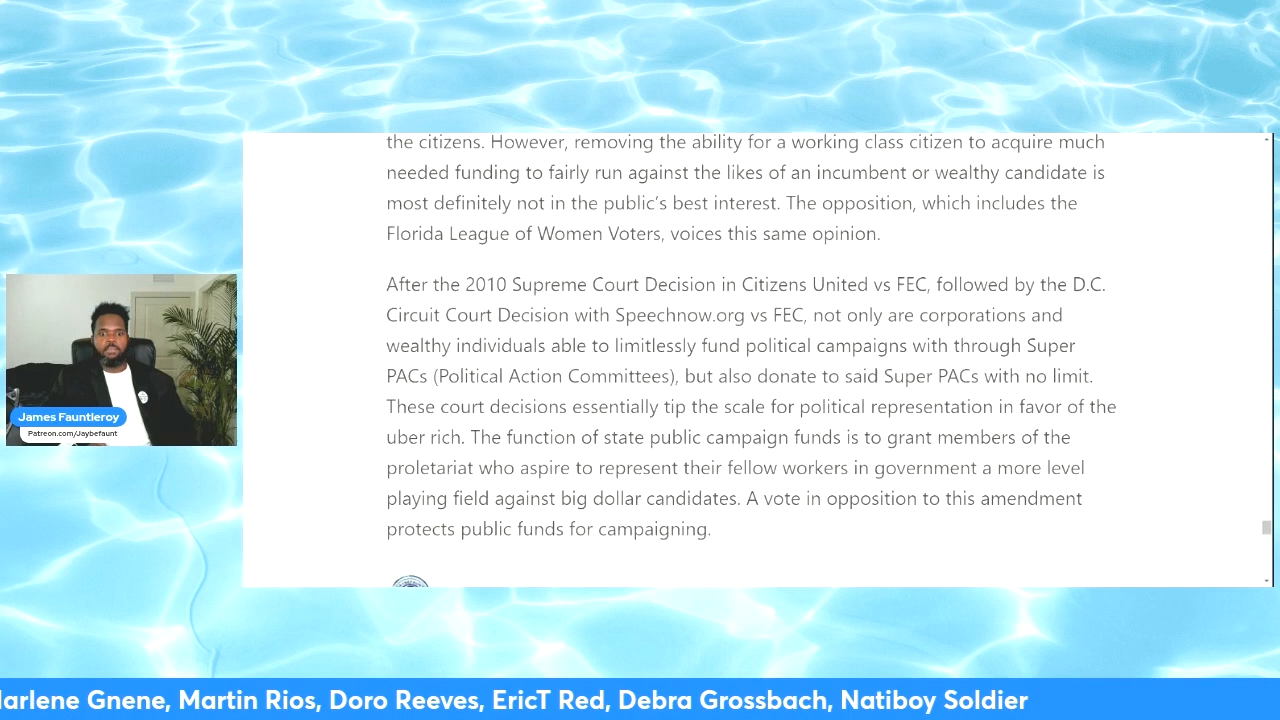 the citizens. However, removing the ability for a working class citizen to acquire much
needed funding to fairly run against the likes of an incumbent or wealthy candidate is
most definitely not in the public’s best interest. The opposition, which includes the
Florida League of Women Voters, voices this same opinion.
After the 2010 Supreme Court Decision in Citizens United vs FEC, followed by the D.C.
Circuit Court Decision with Speechnow.org vs FEC, not only are corporations and
wealthy individuals able to limitlessly fund political campaigns with through Super
PACs (Political Action Committees), but also donate to said Super PACs with no limit.
These court decisions essentially tip the scale for political representation in favor of the
uber rich. The function of state public campaign funds is to grant members of the
proletariat who aspire to represent their fellow workers in government a more level
playing field against big dollar candidates. A vote in opposition to this amendment
protects public funds for campaigning.
James Fauntleroy
Patreon.com/Jaybefaunt
Gnene, Martin Rios, Doro Reeves, EricT Red, Debra Grossbach, Natiboy Soldier